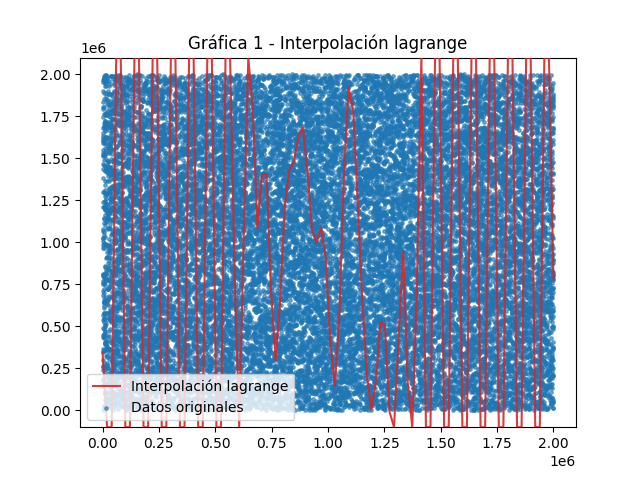 Gráfica 1 - Interpolación lagrange
1e6
2.00
1.75
1.50
1.25
1.00
0.75
0.50
0.25
0.00
Interpolación lagrange
Datos originales
0.00 0.25 0.50 0.75 1.00 1.25 1.50 1.75 2.00
1e6